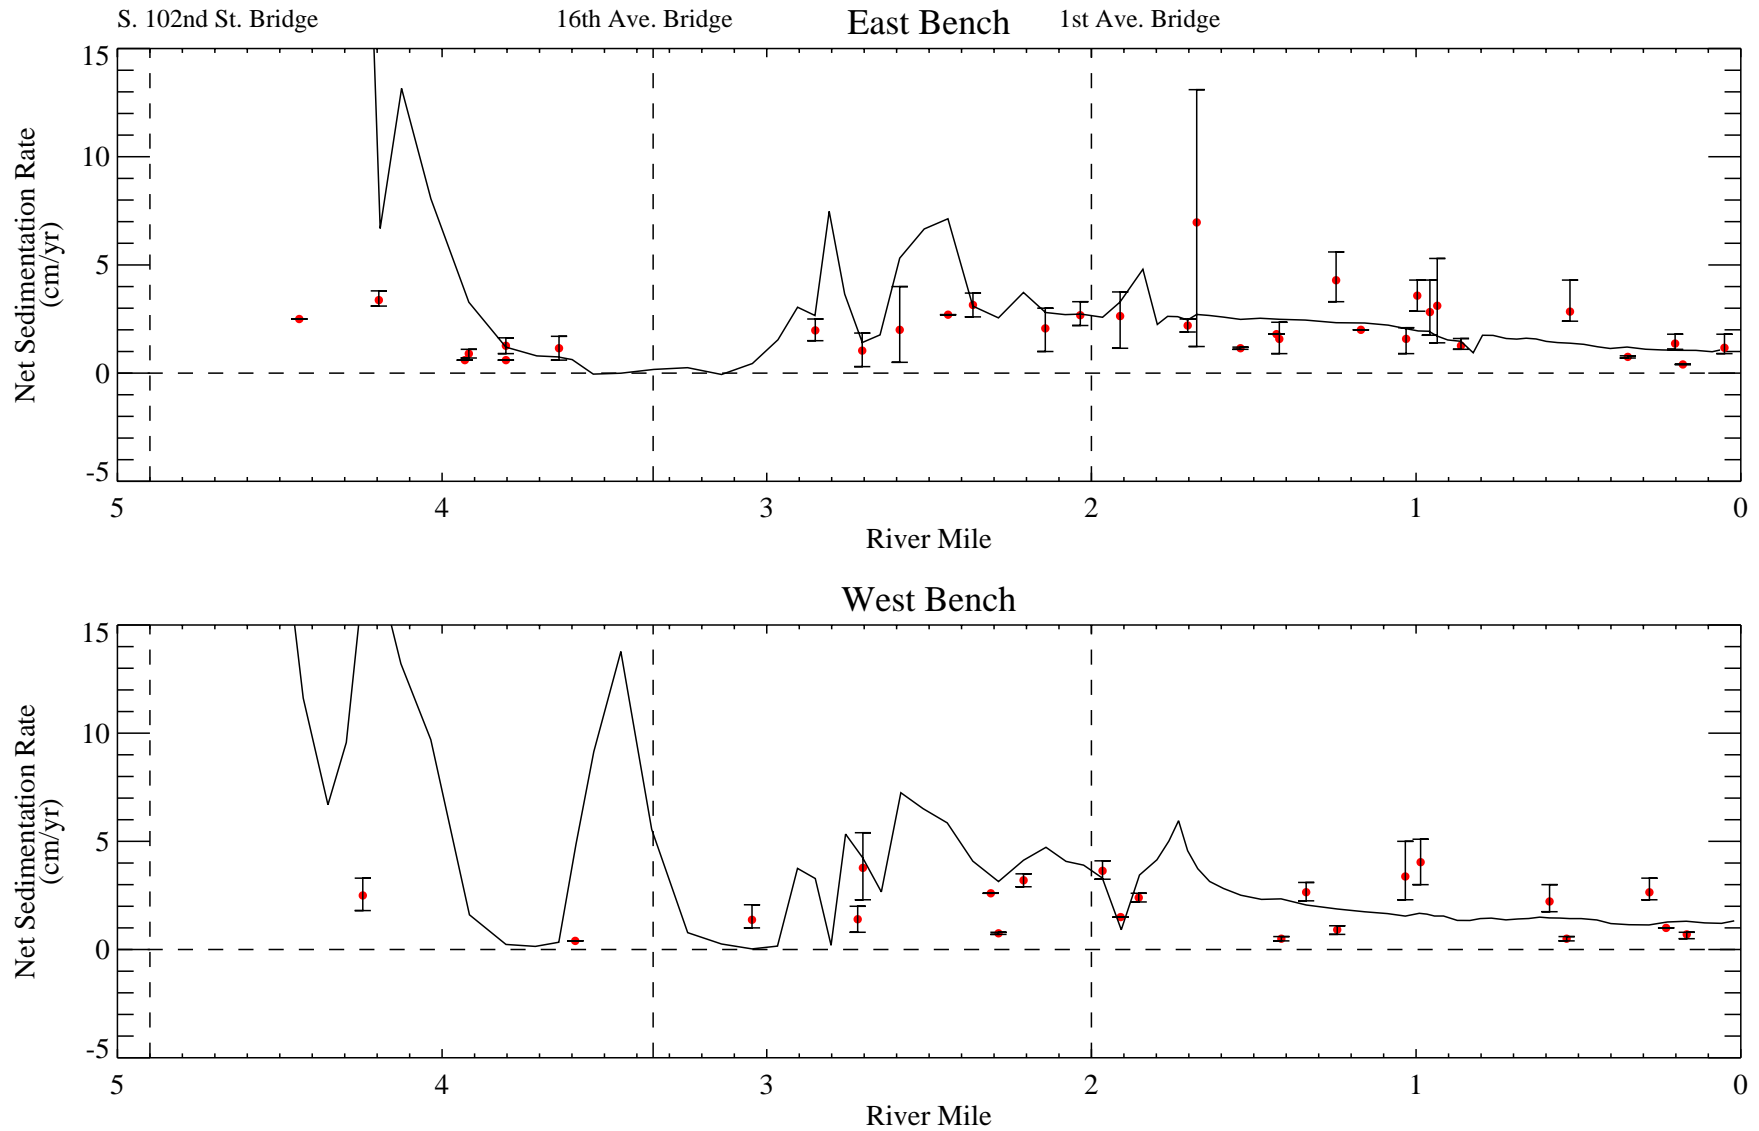 S. 102nd St. Bridge 16th Ave. Bridge East Bench 1st Ave. Bridge
15
10
5
0
-5
Net Sedimentation Rate
(cm/yr)
5 4 3 2 1 0
River Mile
West Bench
15
10
5
0
-5
Net Sedimentation Rate
(cm/yr)
5 4 3 2 1 0
River Mile